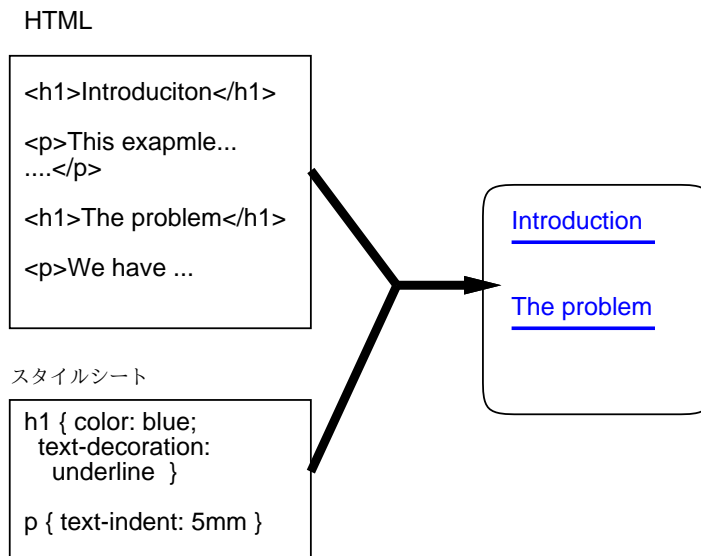 HTML
<h1>Introduciton</h1>
<p>This exapmle...
....</p>
<h1>The problem</h1>
<p>We have ...
スタイルシート
h1 { color: blue;
text-decoration:
underline }
p { text-indent: 5mm }
Introduction
The problem